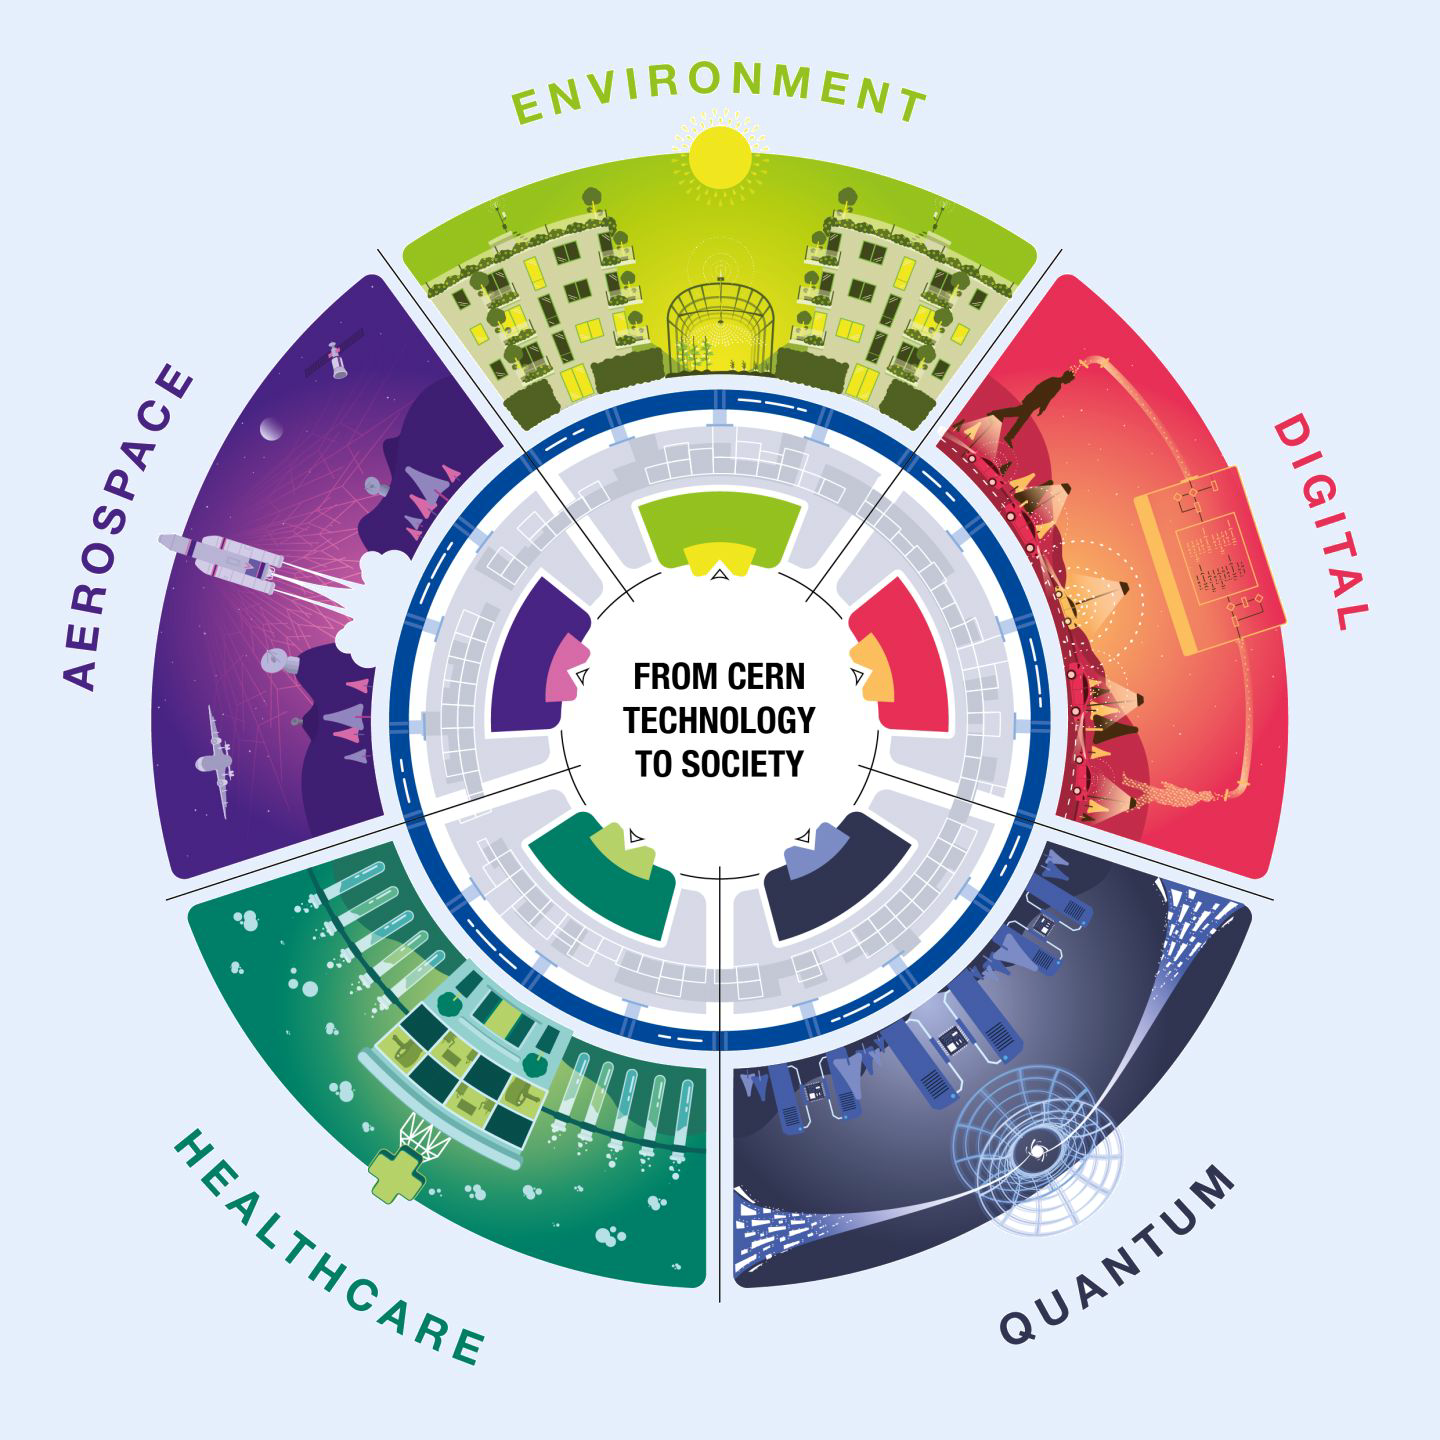 ENVIRONMENT
AEROSPACE
DIGITAL
FROM CERN
TECHNOLOGY
TO SOCIETY
HEALTHCARE
QUANTUM